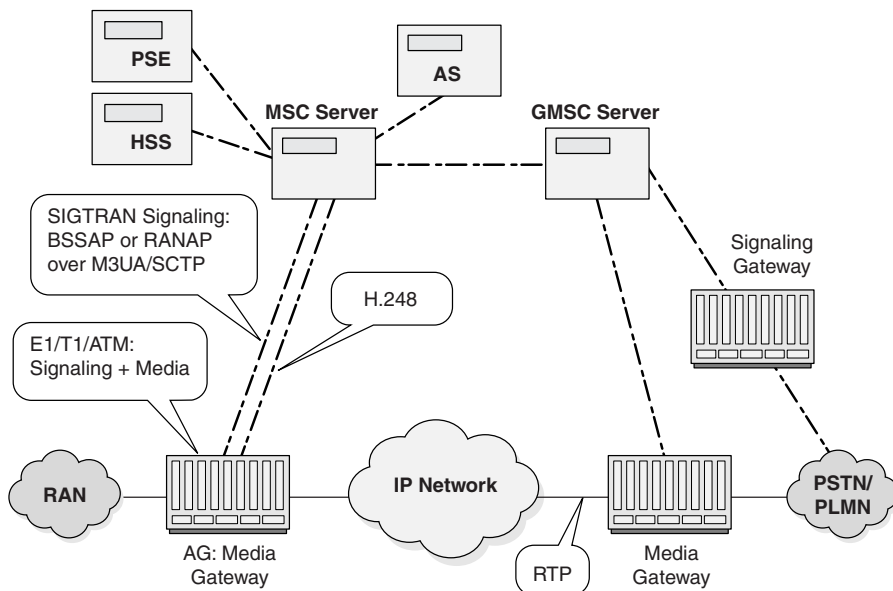 PSE
AS
MSC Server
GMSC Server
HSS
SIGTRAN Signaling:
BSSAP or RANAP
over M3UA/SCTP
Signaling
Gateway
H.248
E1/T1/ATM:
Signaling + Media
RAN
IP Network
PSTN/
PLMN
AG: Media
Gateway
RTP
Media
Gateway